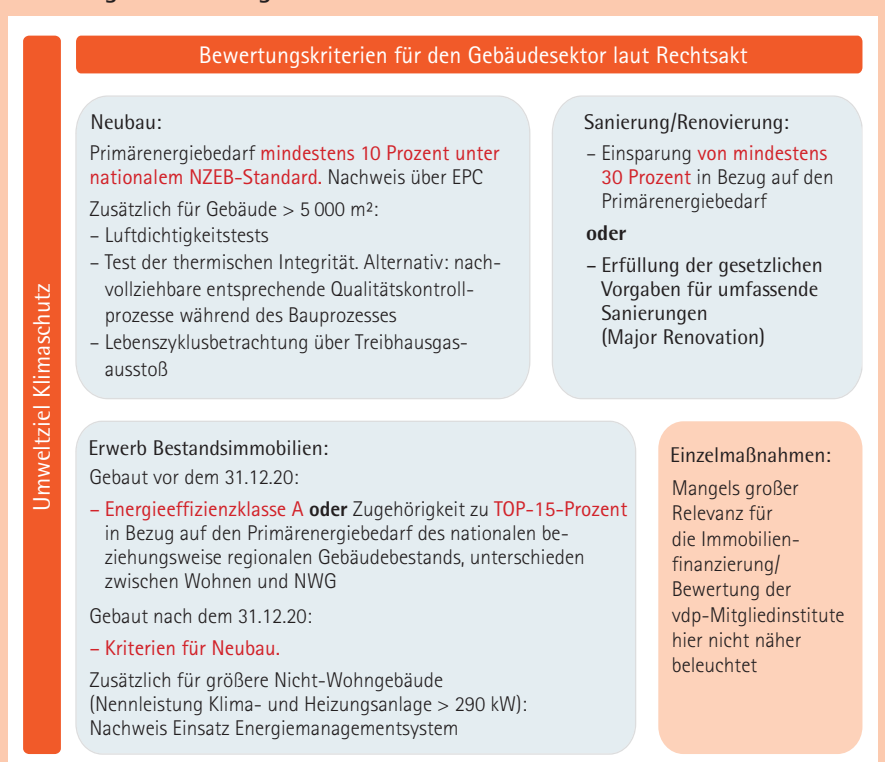 Bewertungskriterien für den Gebäudesektor laut Rechtsakt
Umweltziel Klimaschutz
Neubau:
Primärenergiebedarf mindestens 10 Prozent unter
nationalem NZEB-Standard. Nachweis über EPC
Zusätzlich für Gebäude > 5 000 m²:
– Luftdichtigkeitstests
– Test der thermischen Integrität. Alternativ: nach-
vollziehbare entsprechende Qualitätskontroll-
prozesse während des Bauprozesses
– Lebenszyklusbetrachtung über Treibhausgas-
ausstoß
Sanierung/Renovierung:
– Einsparung von mindestens
30 Prozent in Bezug auf den
Primärenergiebedarf
oder
– Erfüllung der gesetzlichen
Vorgaben für umfassende
Sanierungen
(Major Renovation)
Erwerb Bestandsimmobilien:
Gebaut vor dem 31.12.20:
– Energieeffizienzklasse A oder Zugehörigkeit zu TOP-15-Prozent
in Bezug auf den Primärenergiebedarf des nationalen be-
ziehungsweise regionalen Gebäudebestands, unterschieden
zwischen Wohnen und NWG
Gebaut nach dem 31.12.20:
– Kriterien für Neubau.
Zusätzlich für größere Nicht-Wohngebäude
(Nennleistung Klima- und Heizungsanlage > 290 kW):
Nachweis Einsatz Energiemanagementsystem
Einzelmaßnahmen:
Mangels großer
Relevanz für
die Immobilien-
finanzierung/
Bewertung der
vdp-Mitgliedinstitute
hier nicht näher
beleuchtet